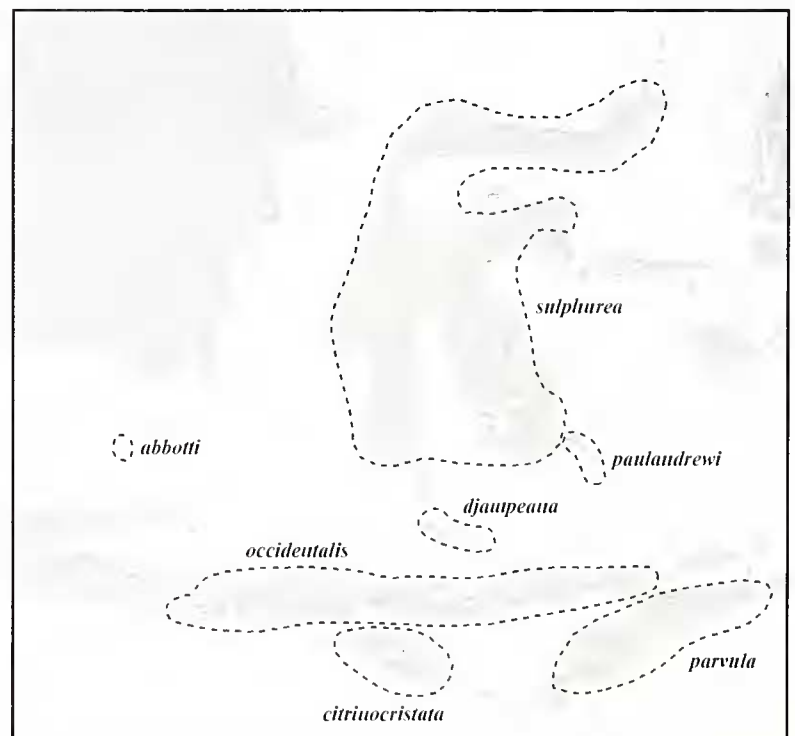 sulphurea
abbotti
paulandrewi
djampeana
occidentalis
parvula
citrinocristata